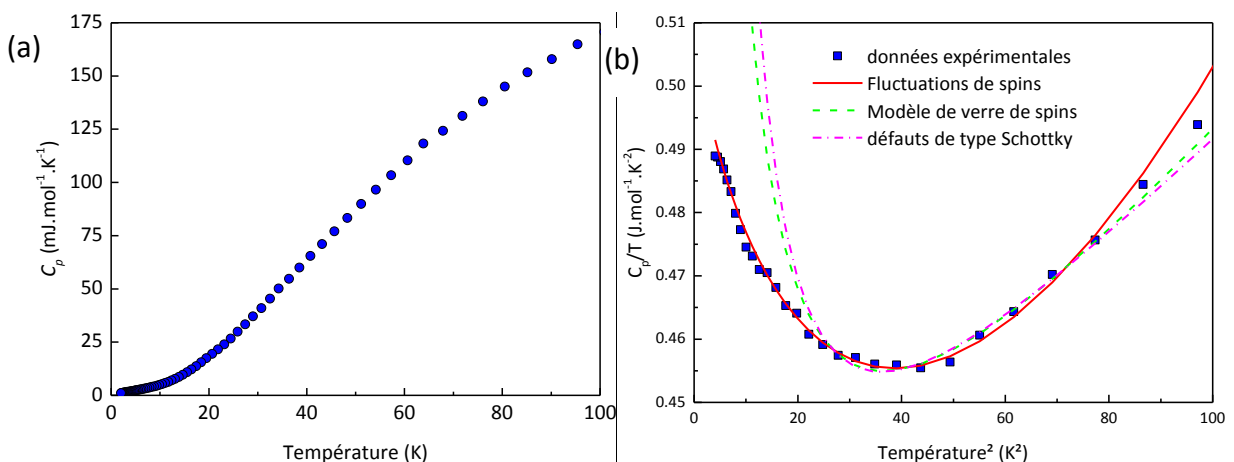 (a)
175
150
125
100
75
50
25
0
Cp (mJ.mol⁻¹.K⁻¹)
0 20 40 60 80 100
Température (K)
(b)
0.51
0.50
0.49
0.48
0.47
0.46
0.45
Cp/T (J.mol⁻¹.K⁻²)
données expérimentales
Fluctuations de spins
Modèle de verre de spins
défauts de type Schottky
0 20 40 60 80 100
Température² (K²)